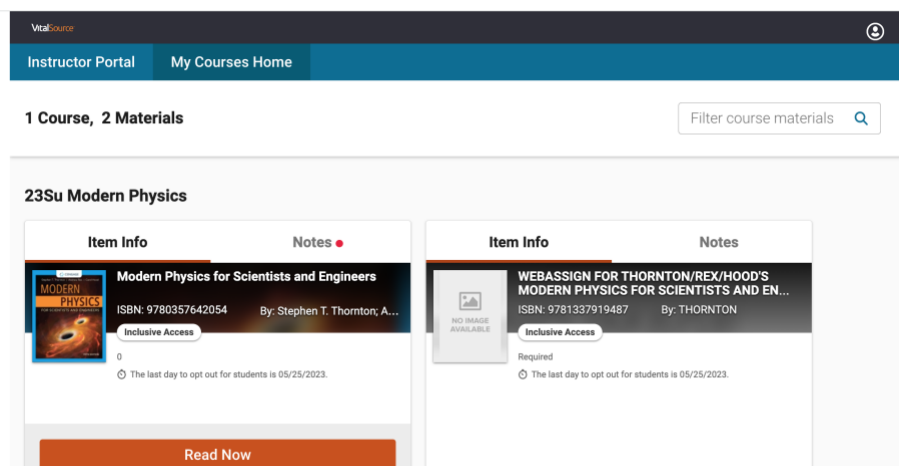 VitalSource
Instructor Portal My Courses Home
1 Course, 2 Materials
Filter course materials
23Su Modern Physics
Item Info Notes
MODERN
PHYSICS
Modern Physics for Scientists and Engineers
ISBN: 9780357642054 By: Stephen T. Thornton; A...
Inclusive Access
0
The last day to opt out for students is 05/25/2023.
Read Now
Item Info Notes
NO IMAGE
AVAILABLE
WEBASSIGN FOR THORNTON/REX/HOOD'S
MODERN PHYSICS FOR SCIENTISTS AND EN...
ISBN: 9781337919487 By: THORNTON
Inclusive Access
Required
The last day to opt out for students is 05/25/2023.